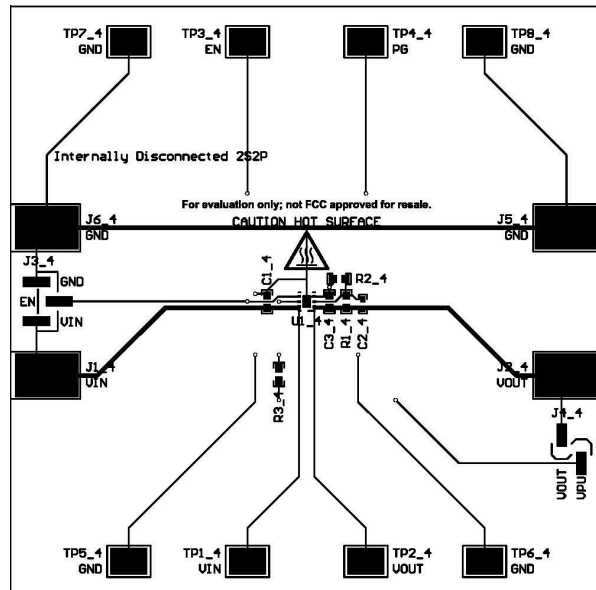 TP7_4
GND
TP3_4
EN
TP4_4
PG
TP8_4
GND
Internally Disconnected 2S2P
For evaluation only; not FCC approved for resale.
CAUTION HOT SURFACE
J6_4
GND
J5_4
GND
J3_4
GND
EN
VIN
C1_4
R2_4
U1_4
C3_4
R1_4
C2_4
J1_4
VIN
J2_4
VOUT
R3_4
J4_4
VOUT
VPU
TP5_4
GND
TP1_4
VIN
TP2_4
VOUT
TP6_4
GND